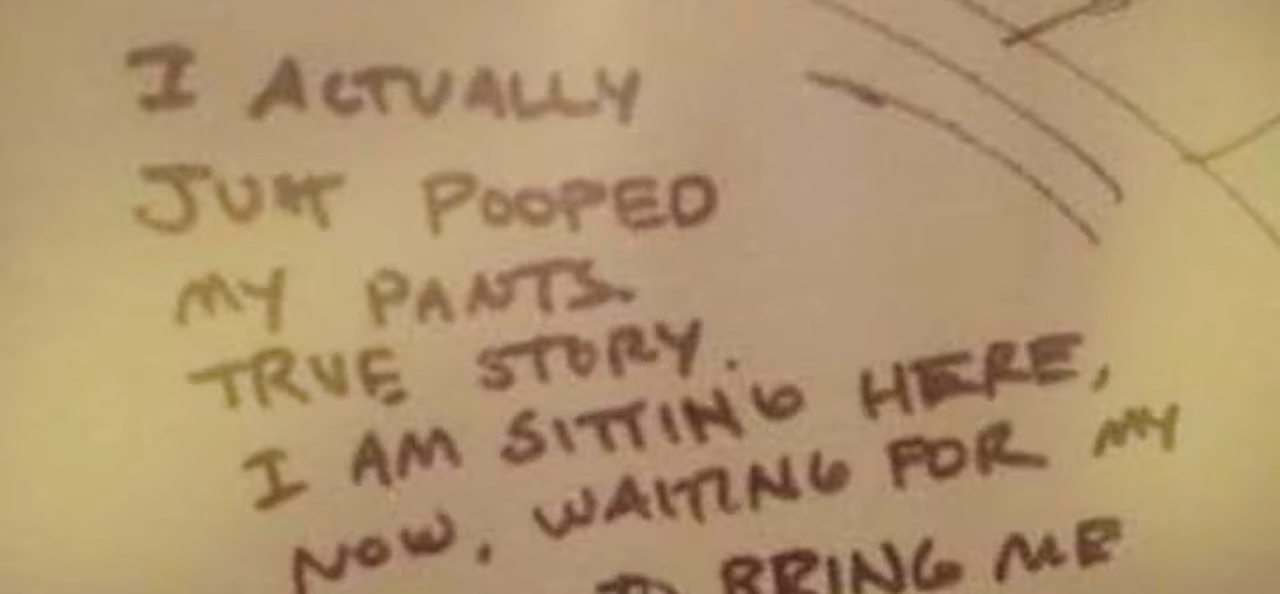 I ACTUALLY
JUST POOPED
MY PANTS.
TRUE STORY.
I AM SITTING HERE,
NOW, WAITING FOR MY
BRING ME